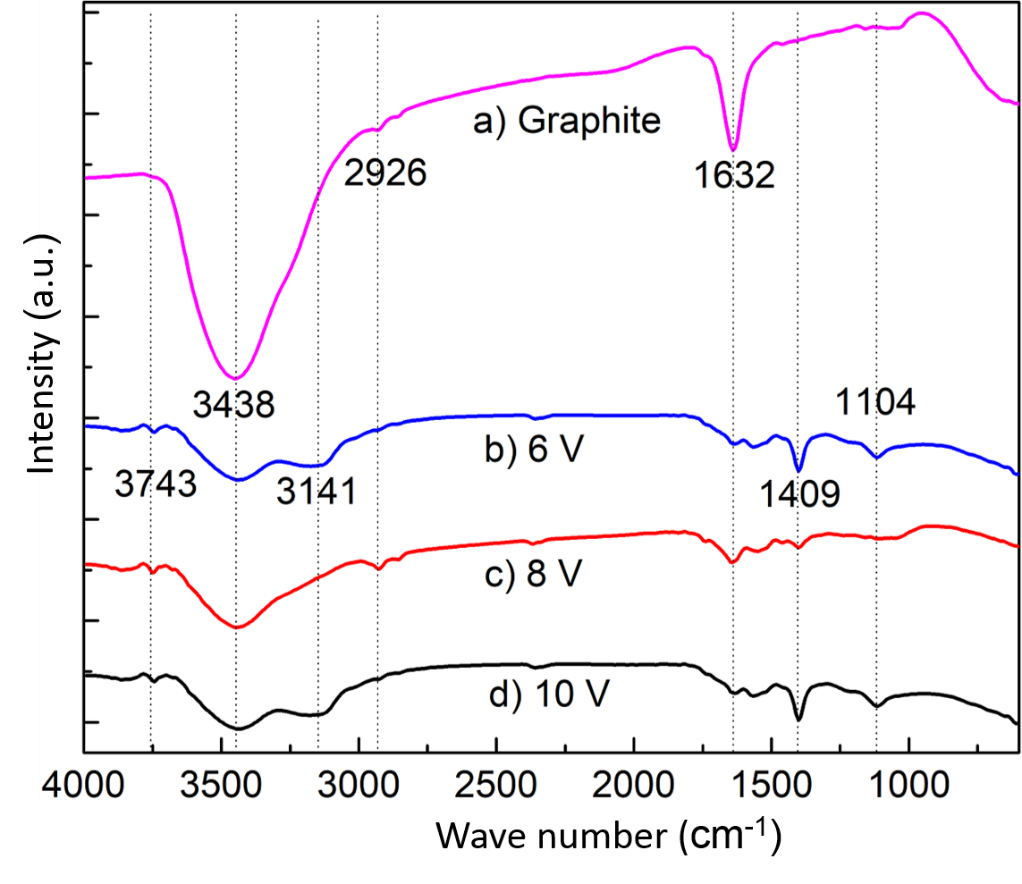 a) Graphite
2926
1632
3438
1104
b) 6 V
3743
3141
1409
c) 8 V
d) 10 V
Intensity (a.u.)
4000 3500 3000 2500 2000 1500 1000
Wave number (cm-1)